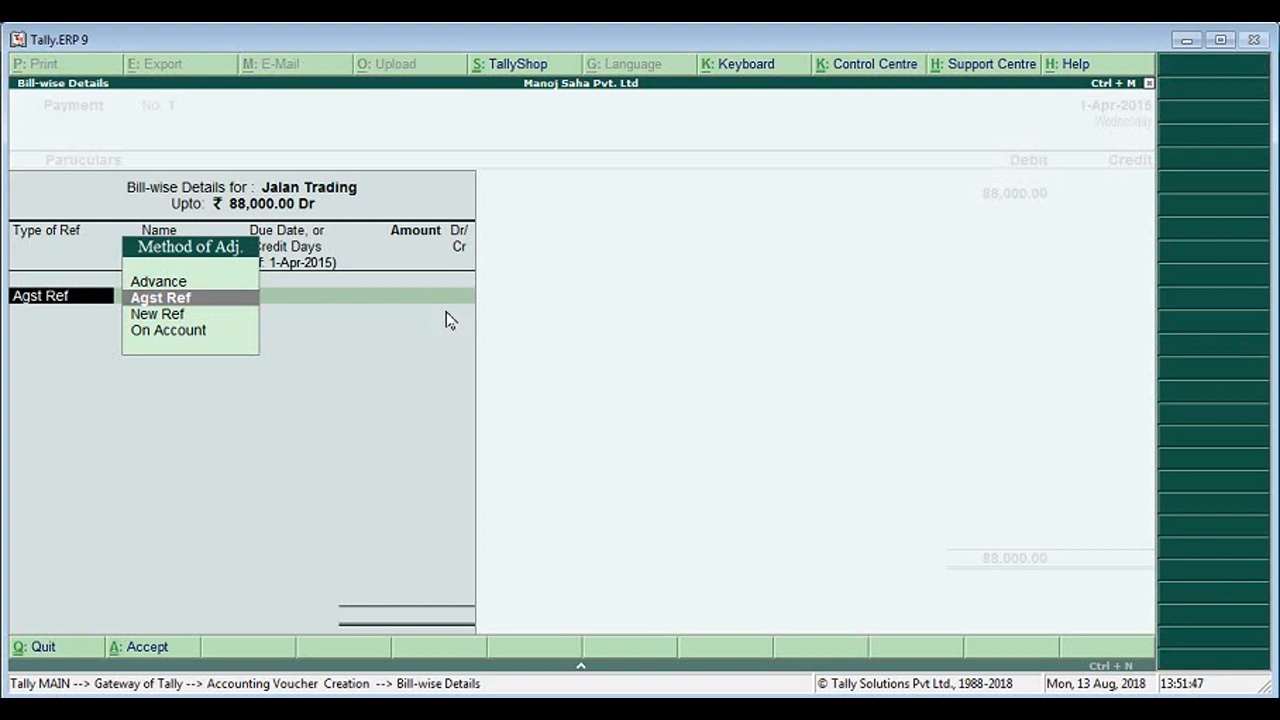 Tally.ERP 9
P: Print E: Export M: E-Mail O: Upload S: TallyShop G: Language K: Keyboard K: Control Centre H: Support Centre H: Help
Bill-wise Details Manoj Saha Pvt. Ltd Ctrl + M
Payment No. 1 1-Apr-2015
Wednesday
Particulars Debit Credit
Bill-wise Details for : Jalan Trading
88,000.00
Upto: ₹ 88,000.00 Dr
Type of Ref Name Due Date, or Amount Dr/
Method of Adj. Credit Days Cr
f: 1-Apr-2015)
Advance
Agst Ref Agst Ref
New Ref
On Account
88,000.00
Q: Quit A: Accept
Ctrl + N
Tally MAIN --> Gateway of Tally --> Accounting Voucher Creation --> Bill-wise Details © Tally Solutions Pvt Ltd., 1988-2018 Mon, 13 Aug, 2018 13:51:47